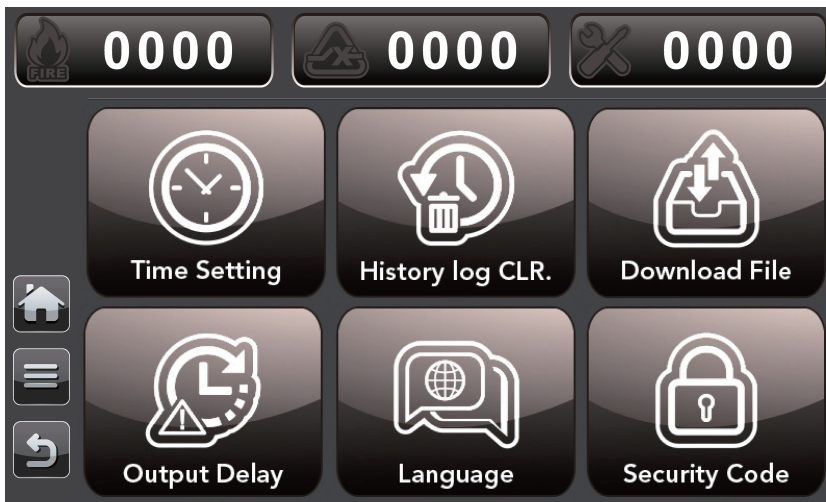 FIRE
0000
0000
0000
Time Setting
History log CLR.
Download File
Output Delay
Language
Security Code